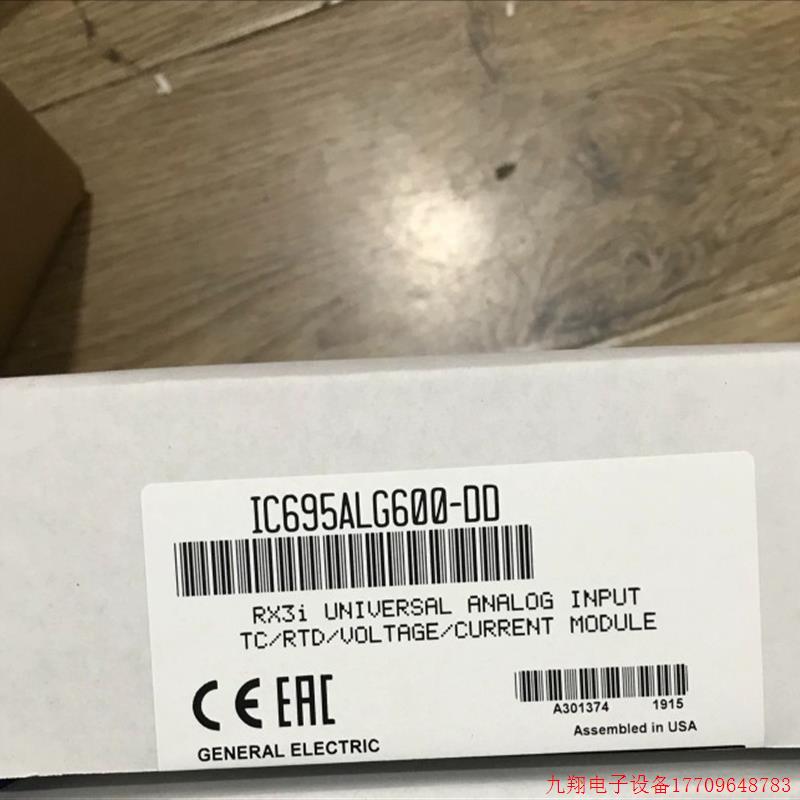 IC695ALG600-DD
RX3i UNIVERSAL ANALOG INPUT
TC/RTD/VOLTAGE/CURRENT MODULE
CE EAC
A301374 1915
Assembled in USA
GENERAL ELECTRIC
九翔电子设备17709648783